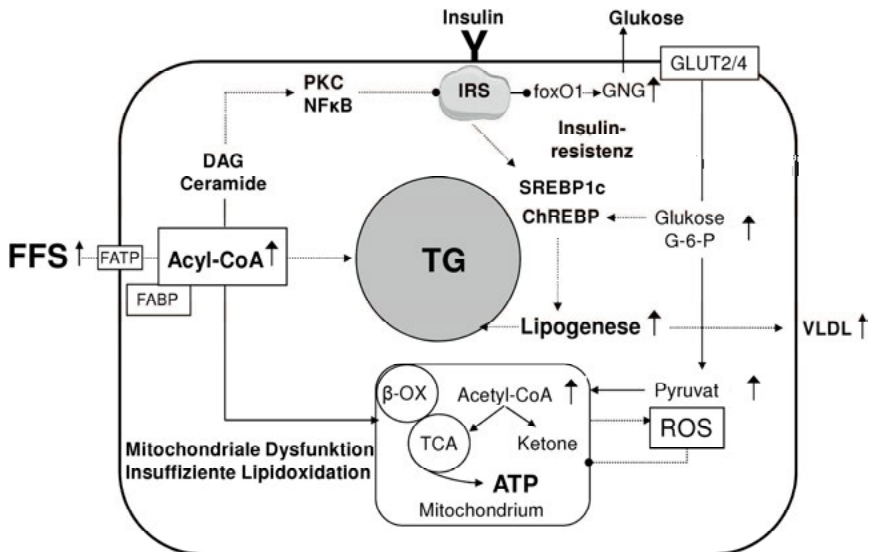 Insulin
Glukose
GLUT2/4
PKC
NFκB
IRS
foxO1
GNG
Insulin-
resistenz
DAG
Ceramide
SREBP1c
ChREBP
Glukose
G-6-P
FFS
FATP
Acyl-CoA
FABP
TG
Lipogenese
VLDL
β-OX
Acetyl-CoA
Pyruvat
TCA
Ketone
ROS
Mitochondriale Dysfunktion
Insuffiziente Lipidoxidation
ATP
Mitochondrium